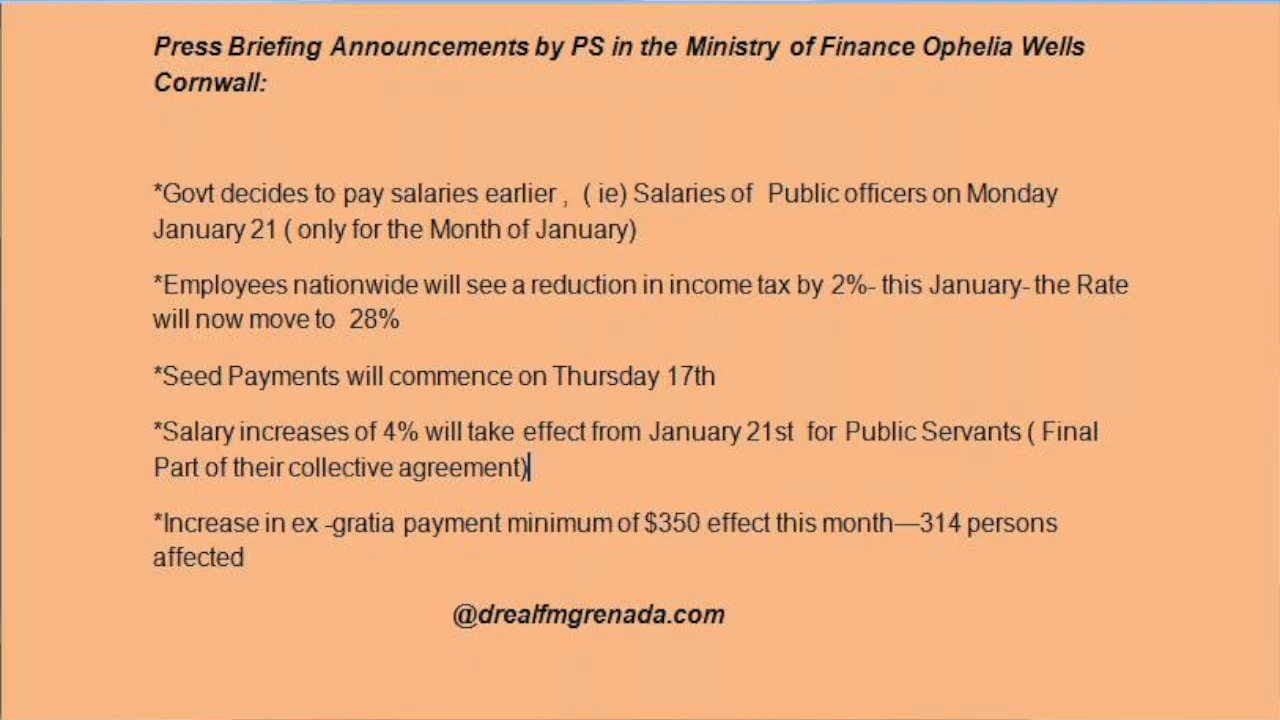 Press Briefing Announcements by PS in the Ministry of Finance Ophelia Wells
Cornwall:
*Govt decides to pay salaries earlier , ( ie) Salaries of Public officers on Monday
January 21 ( only for the Month of January)
*Employees nationwide will see a reduction in income tax by 2%- this January- the Rate
will now move to 28%
*Seed Payments will commence on Thursday 17th
*Salary increases of 4% will take effect from January 21st for Public Servants ( Final
Part of their collective agreement)
*Increase in ex -gratia payment minimum of $350 effect this month—314 persons
affected
@drealfmgrenada.com